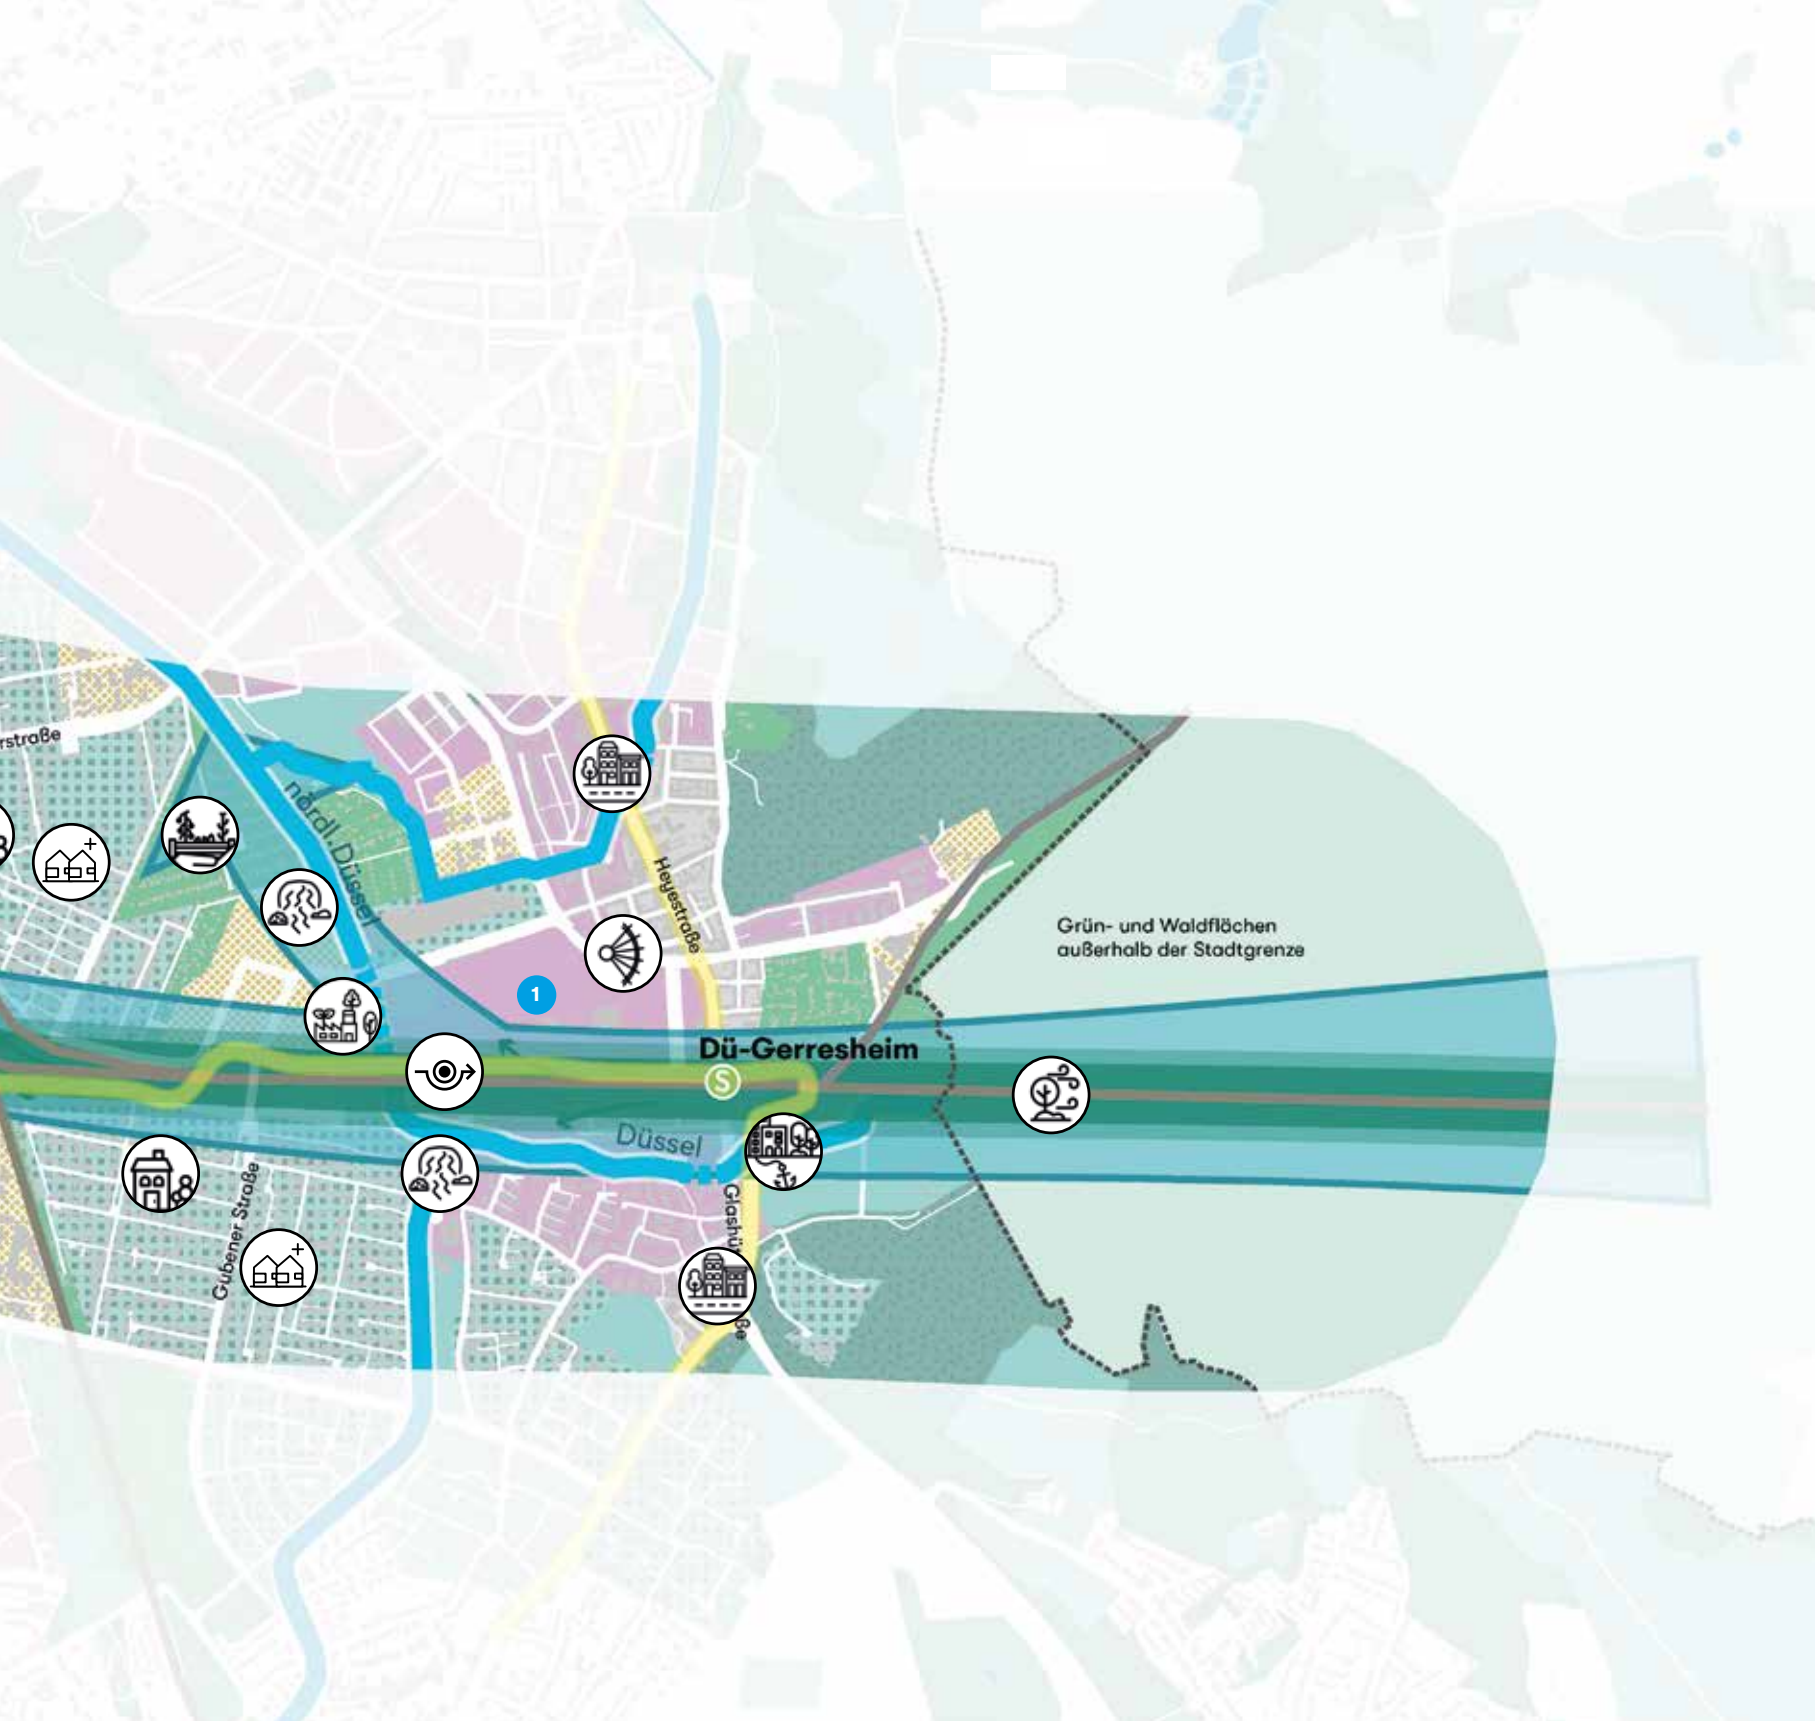 rstraße
nördl. Düssel
Heyestraße
Grün- und Waldflächen
außerhalb der Stadtgrenze
1
Dü-Gerresheim
S
Düssel
Gubener Straße
Glashü
ße